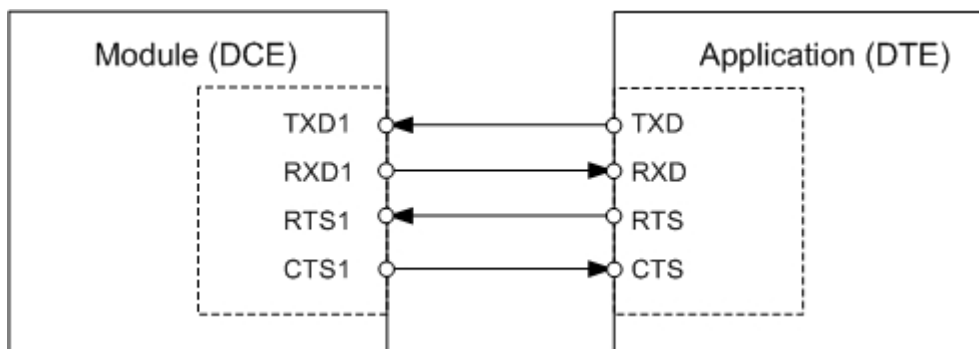 Module (DCE)
Application (DTE)
TXD1
TXD
RXD1
RXD
RTS1
RTS
CTS1
CTS